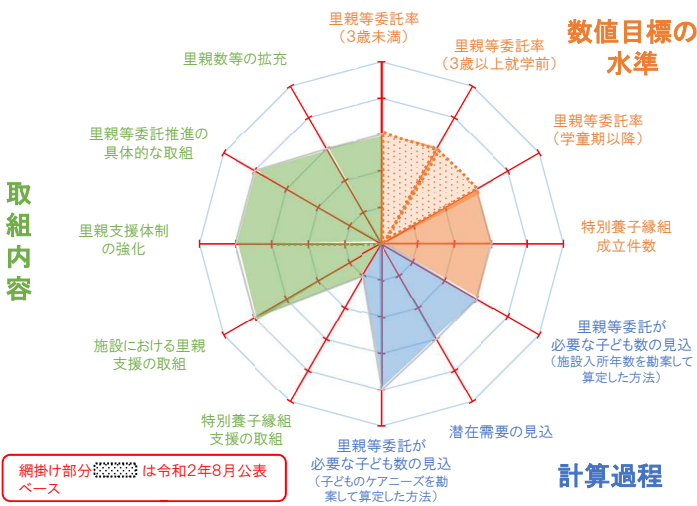 里親等委託率
（3歳未満）
里親等委託率
（3歳以上就学前）
数値目標の
水準
里親等委託率
（学童期以降）
特別養子縁組
成立件数
必要な子ども数の見込
里親等委託が
（施設入所年数を勘案して
算定した方法）
潜在需要の見込
計算過程
里親等委託が
必要な子ども数の見込
（子どものケアニーズを勘
案して算定した方法）
特別養子縁組
支援の取組
施設における里親
支援の取組
里親支援体制
の強化
里親等委託推進の
具体的な取組
里親数等の拡充
取
組
内
容
網掛け部分 は令和2年8月公表
ベース